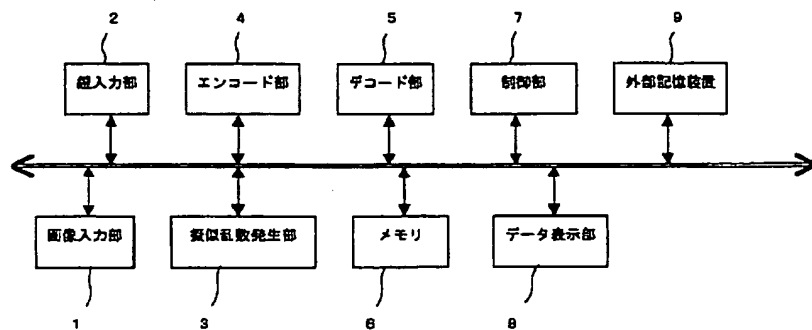 2
4
5
7
9
鍵入力部
エンコード部
デコード部
制御部
外部記憶装置
画像入力部
擬似乱数発生部
メモリ
データ表示部
1
3
6
8